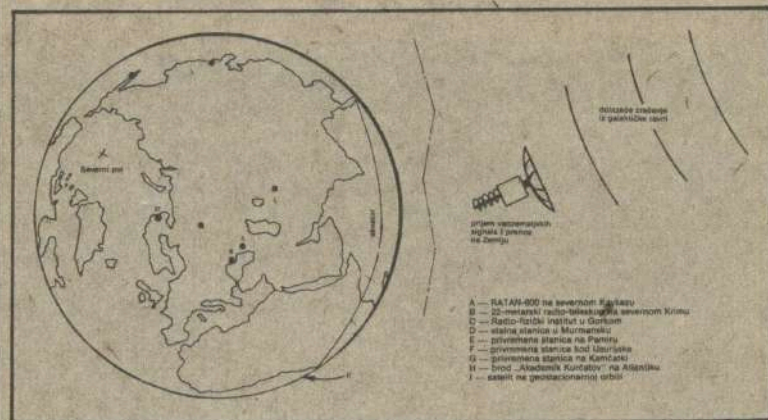 Severni pol
ekvator
dolazeće zračenje
iz galaktičke ravni
prijem vanzemaljskih
signala i prenos
na Zemlju
A — RATAN-600 na severnom Kavkazu
B — 22-metarski radio-teleskop na severnom Krimu
C — Radio-fizički institut u Gorkom
D — stalna stanica u Murmansku
E — privremena stanica na Pamiru
F — privremena stanica kod Usurijska
G — privremena stanica na Kamčatki
H — brod „Akademik Kurčatov" na Atlantiku
I — satelit na geostacionarnoj orbiti